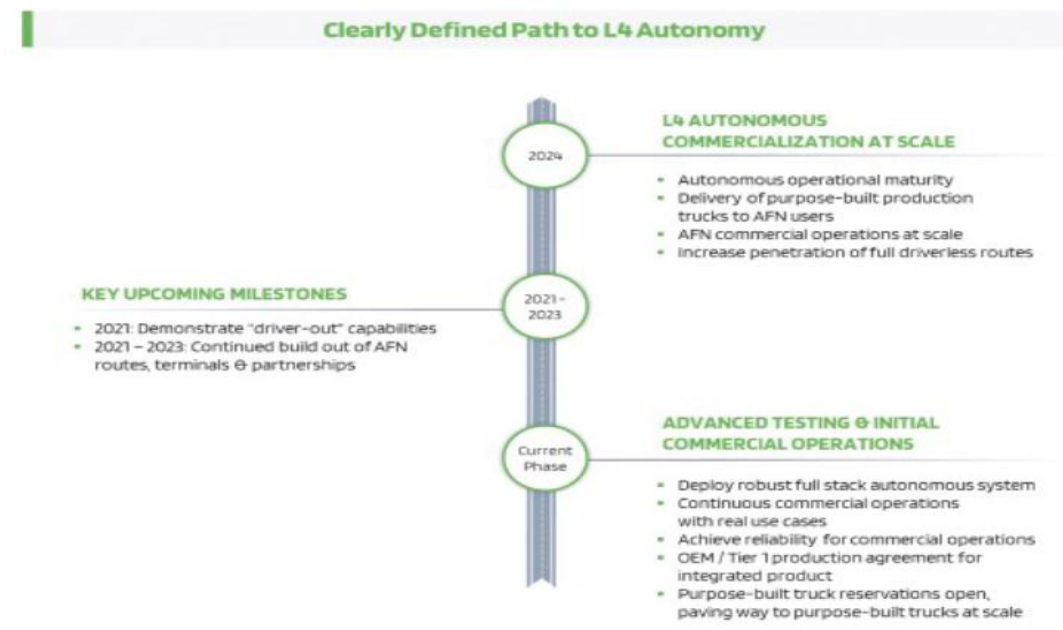 Clearly Defined Path to L4 Autonomy
2024
L4 AUTONOMOUS
COMMERCIALIZATION AT SCALE
• Autonomous operational maturity
• Delivery of purpose-built production
trucks to AFN users
• AFN commercial operations at scale
• Increase penetration of full driverless routes
KEY UPCOMING MILESTONES
• 2021: Demonstrate "driver-out" capabilities
• 2021 – 2023: Continued build out of AFN
routes, terminals & partnerships
2021 -
2023
Current
Phase
ADVANCED TESTING & INITIAL
COMMERCIAL OPERATIONS
• Deploy robust full stack autonomous system
• Continuous commercial operations
with real use cases
• Achieve reliability for commercial operations
• OEM / Tier 1 production agreement for
integrated product
• Purpose-built truck reservations open,
paving way to purpose-built trucks at scale